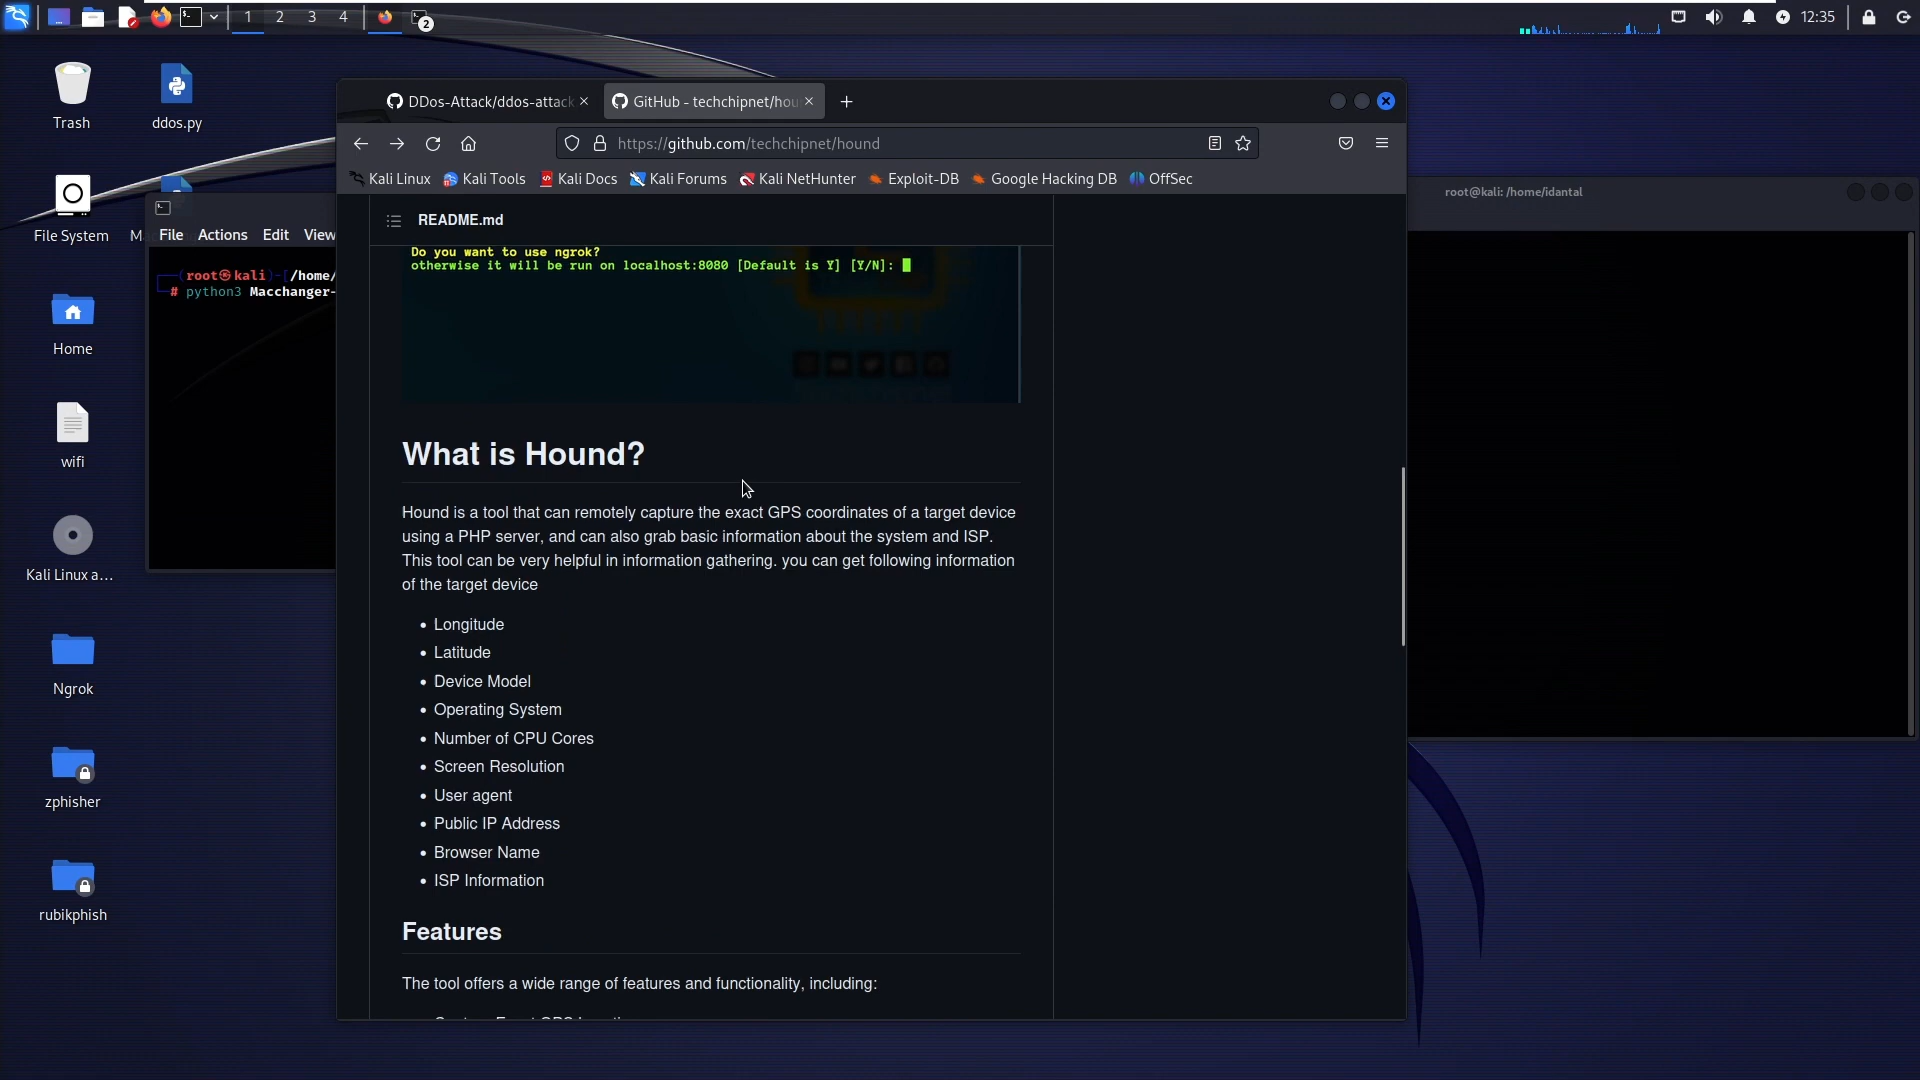 1 2 3 4 2 12:35
Trash
ddos.py
File System
Home
wifi
Kali Linux a...
Ngrok
zphisher
rubikphish
File Actions Edit View
(root㉿kali)-[/home/
# python3 Macchanger-
DDos-Attack/ddos-attack
GitHub - techchipnet/hou
https://github.com/techchipnet/hound
Kali Linux Kali Tools Kali Docs Kali Forums Kali NetHunter Exploit-DB Google Hacking DB OffSec
README.md
Do you want to use ngrok?
otherwise it will be run on localhost:8080 [Default is Y] [Y/N]:
What is Hound?
Hound is a tool that can remotely capture the exact GPS coordinates of a target device
using a PHP server, and can also grab basic information about the system and ISP.
This tool can be very helpful in information gathering. you can get following information
of the target device
• Longitude
• Latitude
• Device Model
• Operating System
• Number of CPU Cores
• Screen Resolution
• User agent
• Public IP Address
• Browser Name
• ISP Information
Features
The tool offers a wide range of features and functionality, including:
root@kali: /home/idantal